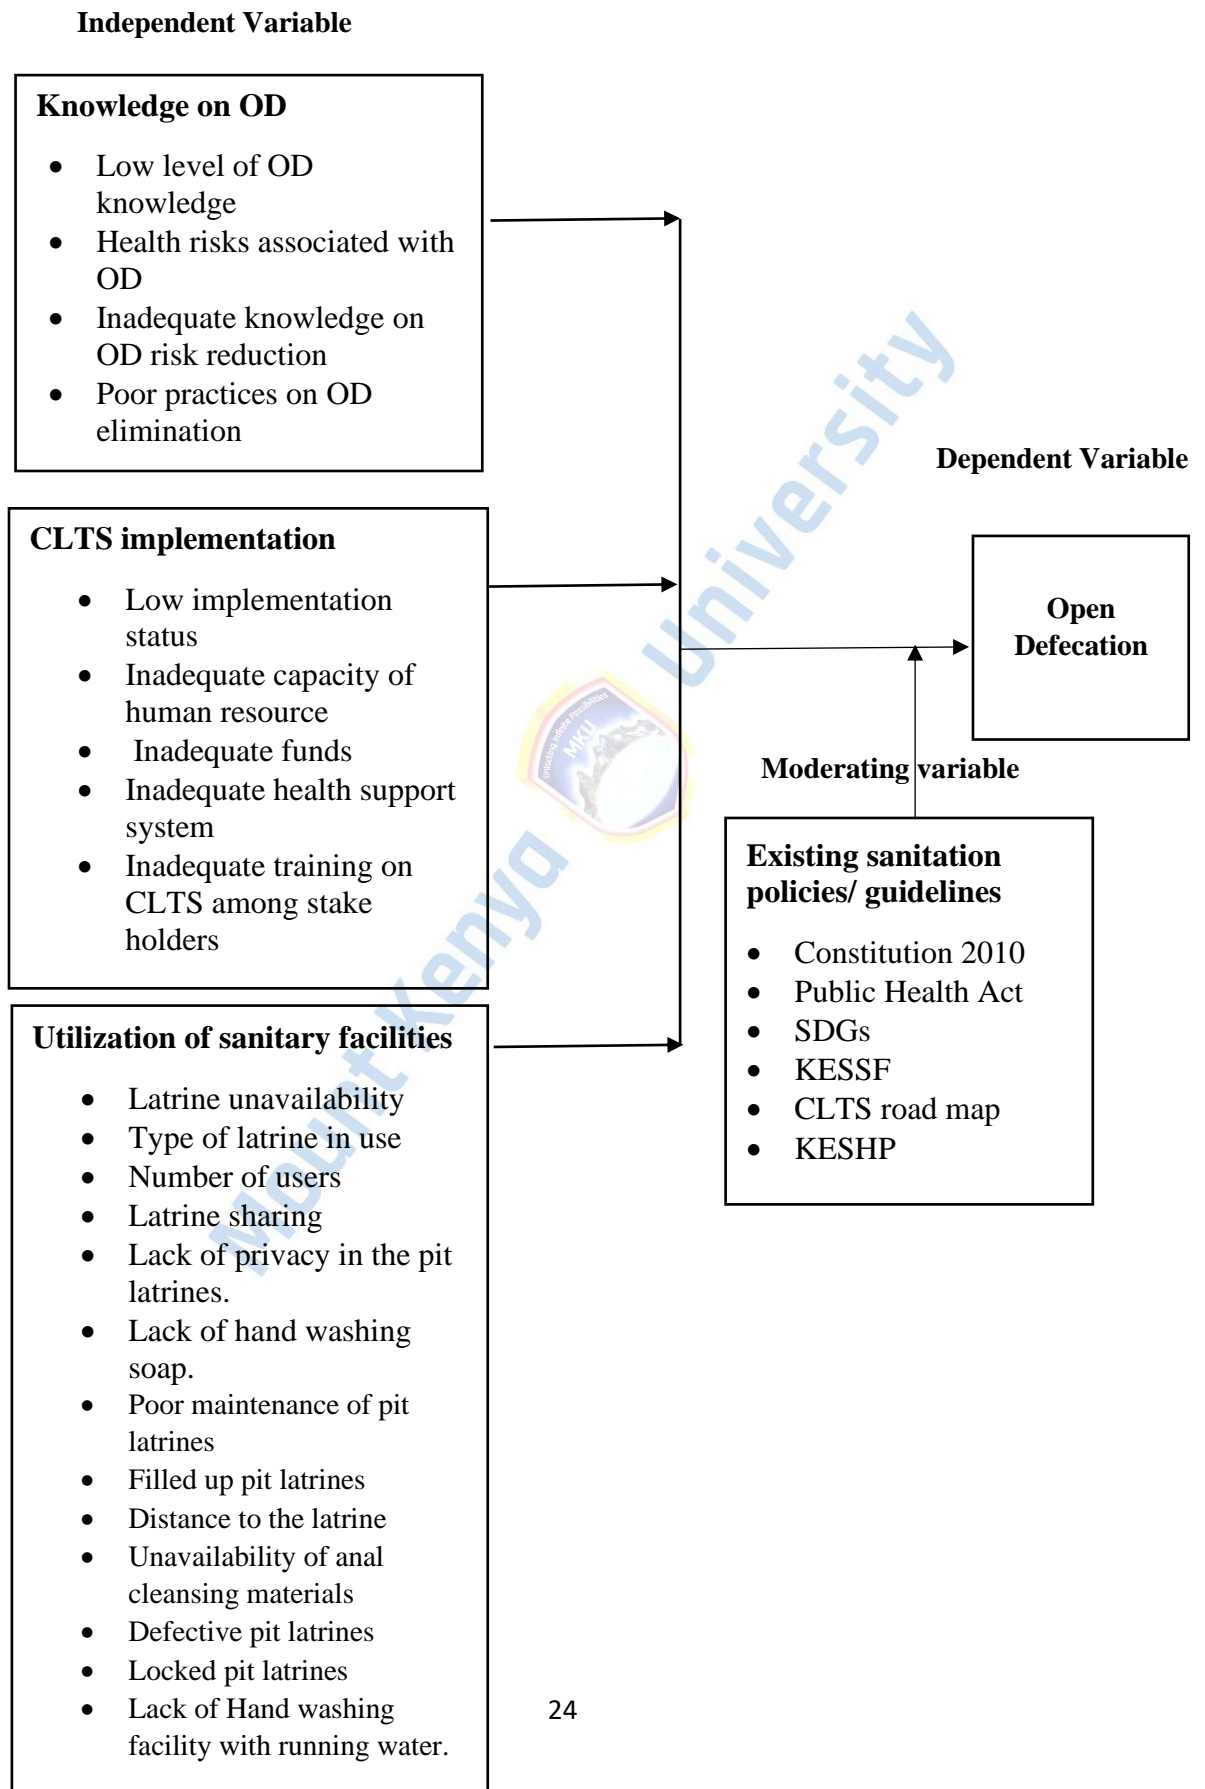 Independent Variable
Knowledge on OD
• Low level of OD
knowledge
• Health risks associated with
OD
• Inadequate knowledge on
OD risk reduction
• Poor practices on OD
elimination
CLTS implementation
• Low implementation
status
• Inadequate capacity of
human resource
• Inadequate funds
• Inadequate health support
system
• Inadequate training on
CLTS among stake
holders
Utilization of sanitary facilities
• Latrine unavailability
• Type of latrine in use
• Number of users
• Latrine sharing
• Lack of privacy in the pit
latrines.
• Lack of hand washing
soap.
• Poor maintenance of pit
latrines
• Filled up pit latrines
• Distance to the latrine
• Unavailability of anal
cleansing materials
• Defective pit latrines
• Locked pit latrines
• Lack of Hand washing
facility with running water.
Dependent Variable
Open
Defecation
Moderating variable
Existing sanitation
policies/ guidelines
• Constitution 2010
• Public Health Act
• SDGs
• KESSF
• CLTS road map
• KESHP
Mount Kenya University
Unlocking Infinite Possibilities
MKU
24